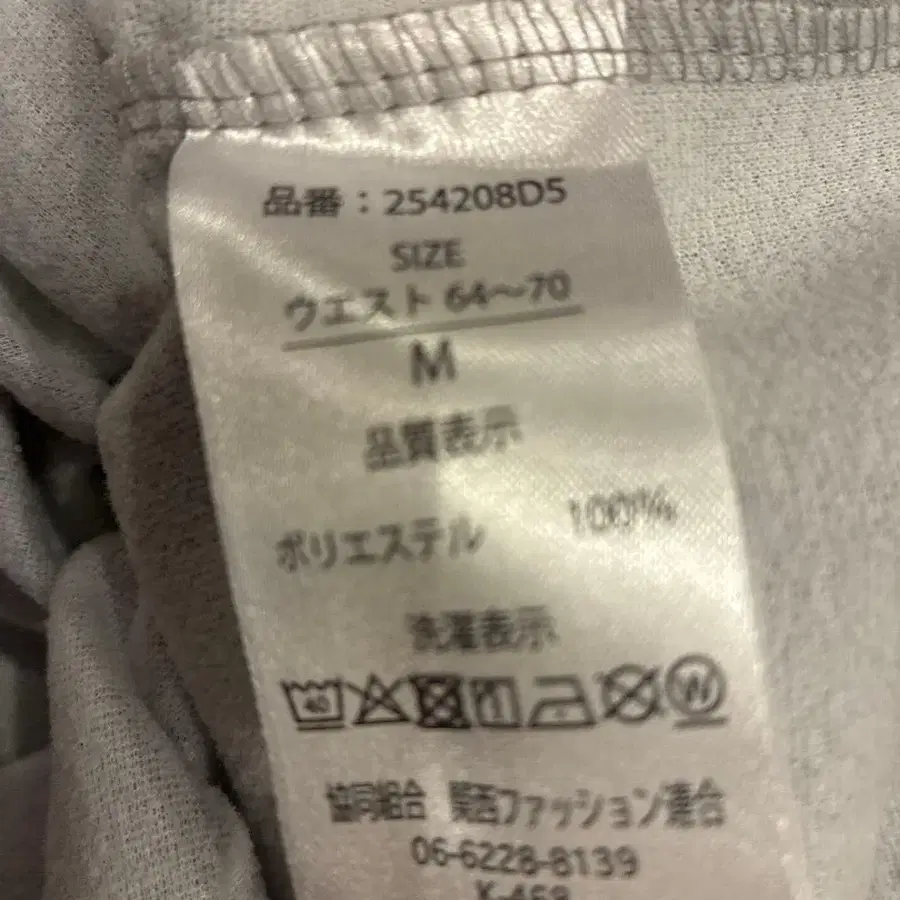 品番：254208D5
SIZE
ウエスト 64〜70
M
品質表示
ポリエステル 100%
洗濯表示
40 W
協同組合 関西ファッション連合
06-6228-8139
K-468